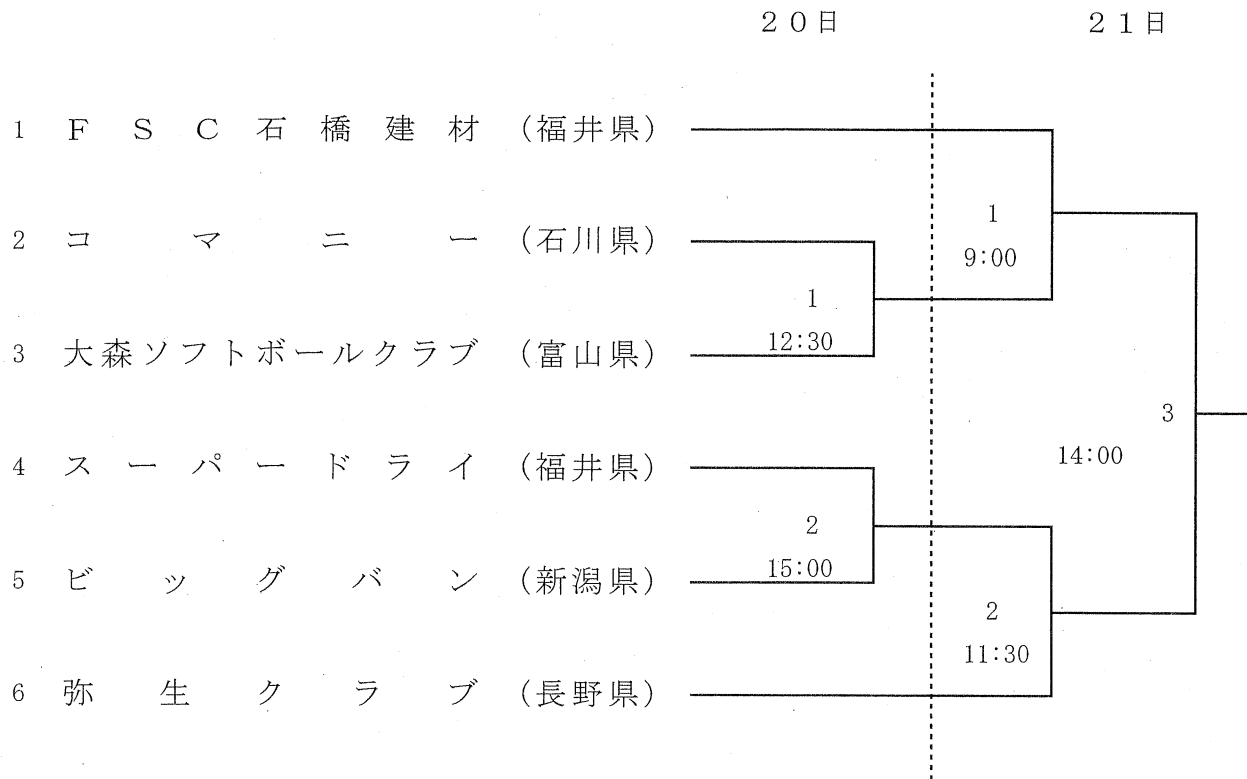 20日 21日
1 FSC石橋建材 (福井県)
1
2 コマニー (石川県)
9:00
1
12:30
3 大森ソフトボールクラブ (富山県)
3
4 スーパードライ (福井県)
14:00
2
15:00
5 ビッグバン (新潟県)
2
11:30
6 弥生クラブ (長野県)